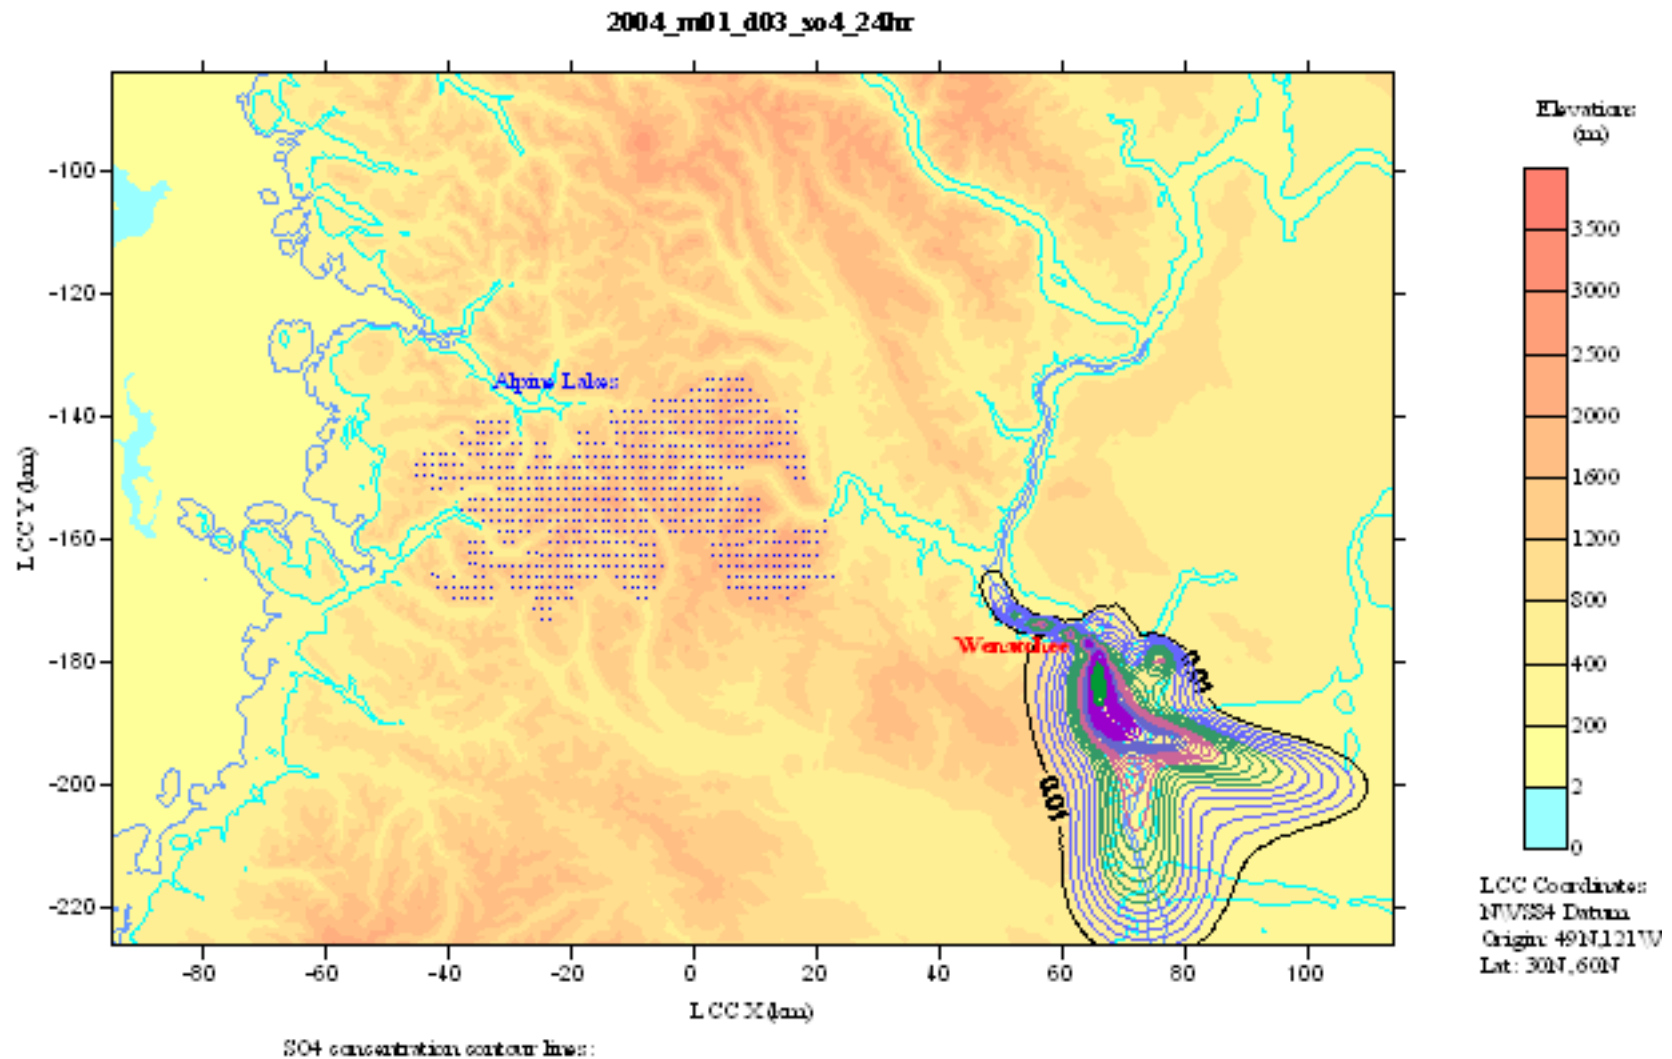 2004_m01_d03_so4_24hr
Elevations
(m)
-100
-120
-140
-160
-180
-200
-220
LCC Y (km)
3500
3000
2500
2000
1600
1200
800
400
200
2
0
Alpine Lakes
Wenatchee
0.01
0.01
LCC Coordinates
NWS84 Datum
Origin: 49N,121W
Lat: 30N, 60N
-80
-60
-40
-20
0
20
40
60
80
100
LCC X (km)
SO4 consentration contour lines: